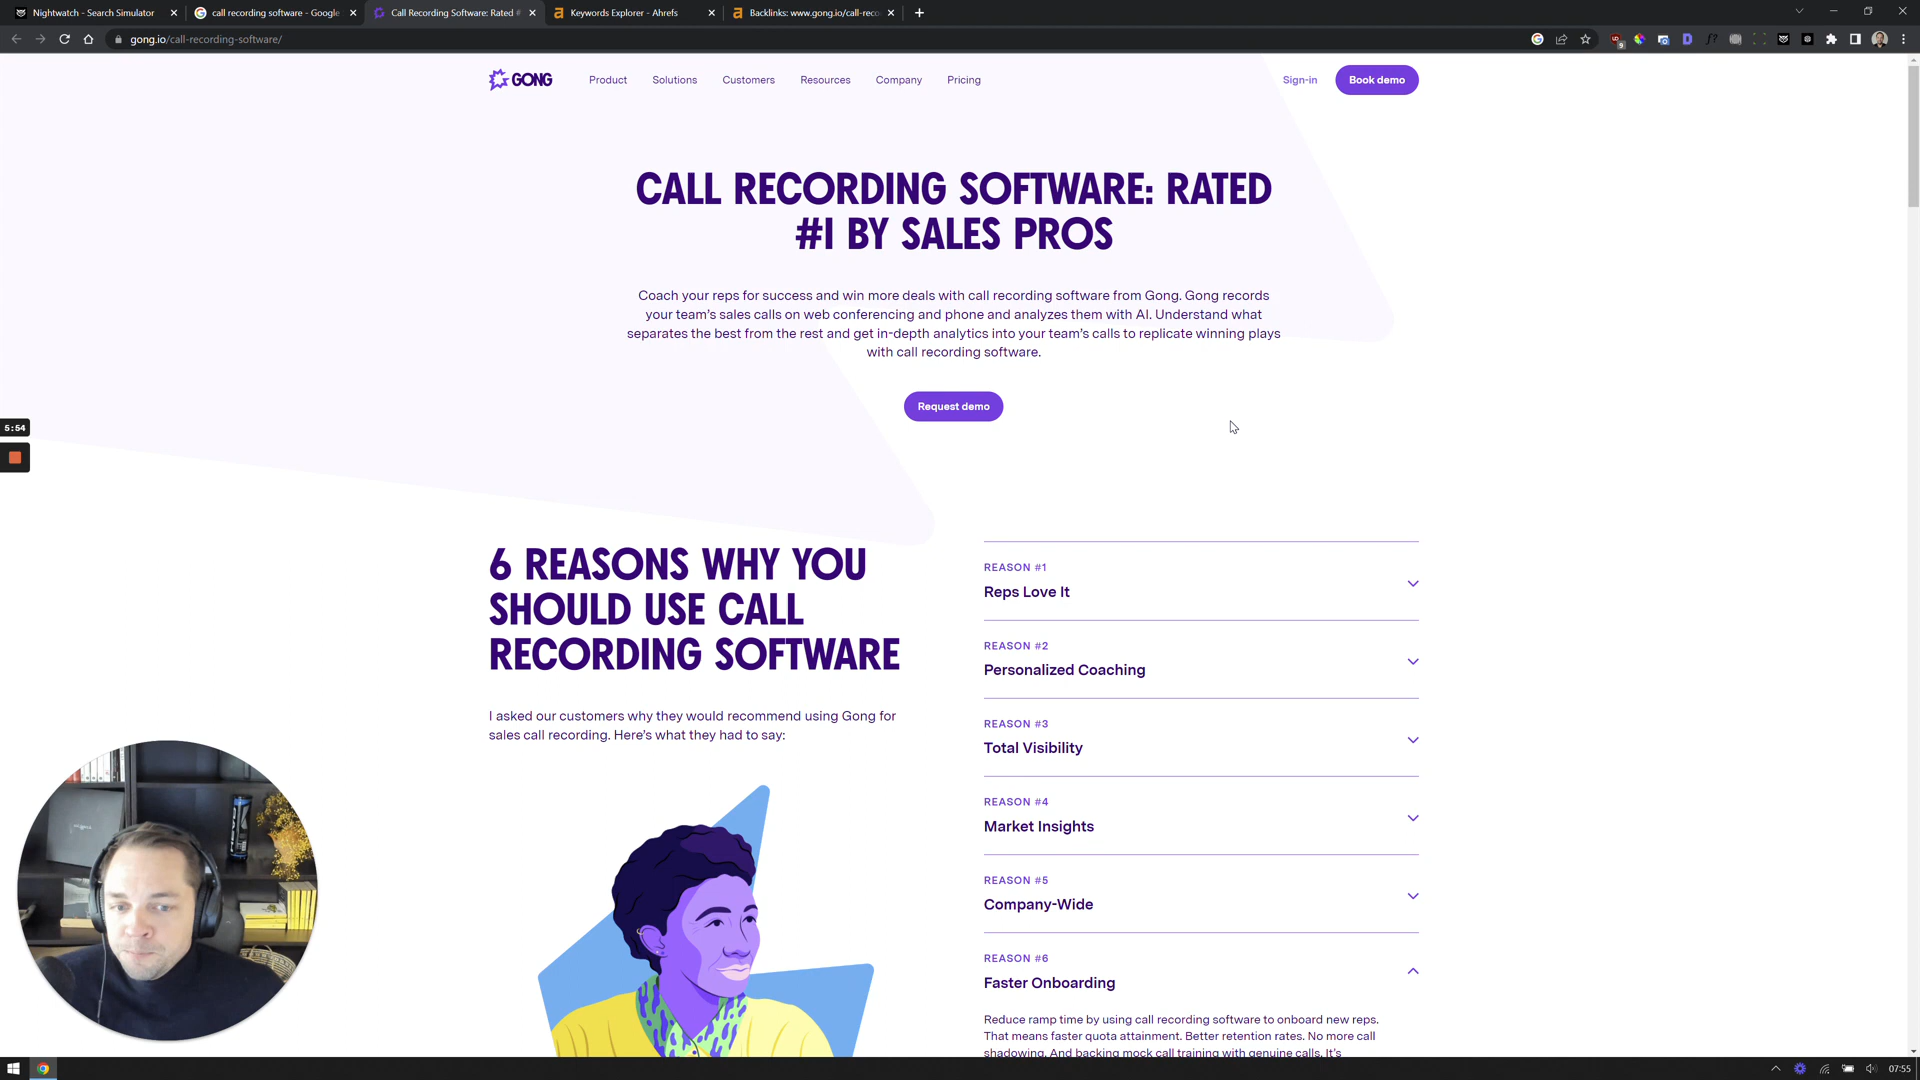 Nightwatch - Search Simulator
call recording software - Google
Call Recording Software: Rated #
Keywords Explorer - Ahrefs
Backlinks: www.gong.io/call-reco
gong.io/call-recording-software/
9
GONG
Product
Solutions
Customers
Resources
Company
Pricing
Sign-in
Book demo
CALL RECORDING SOFTWARE: RATED
#1 BY SALES PROS
Coach your reps for success and win more deals with call recording software from Gong. Gong records
your team’s sales calls on web conferencing and phone and analyzes them with AI. Understand what
separates the best from the rest and get in-depth analytics into your team’s calls to replicate winning plays
with call recording software.
Request demo
5:54
6 REASONS WHY YOU
SHOULD USE CALL
RECORDING SOFTWARE
I asked our customers why they would recommend using Gong for
sales call recording. Here’s what they had to say:
REASON #1
Reps Love It
REASON #2
Personalized Coaching
REASON #3
Total Visibility
REASON #4
Market Insights
REASON #5
Company-Wide
REASON #6
Faster Onboarding
Reduce ramp time by using call recording software to onboard new reps.
That means faster quota attainment. Better retention rates. No more call
shadowing. And backing mock call training with genuine calls. It’s
07:55